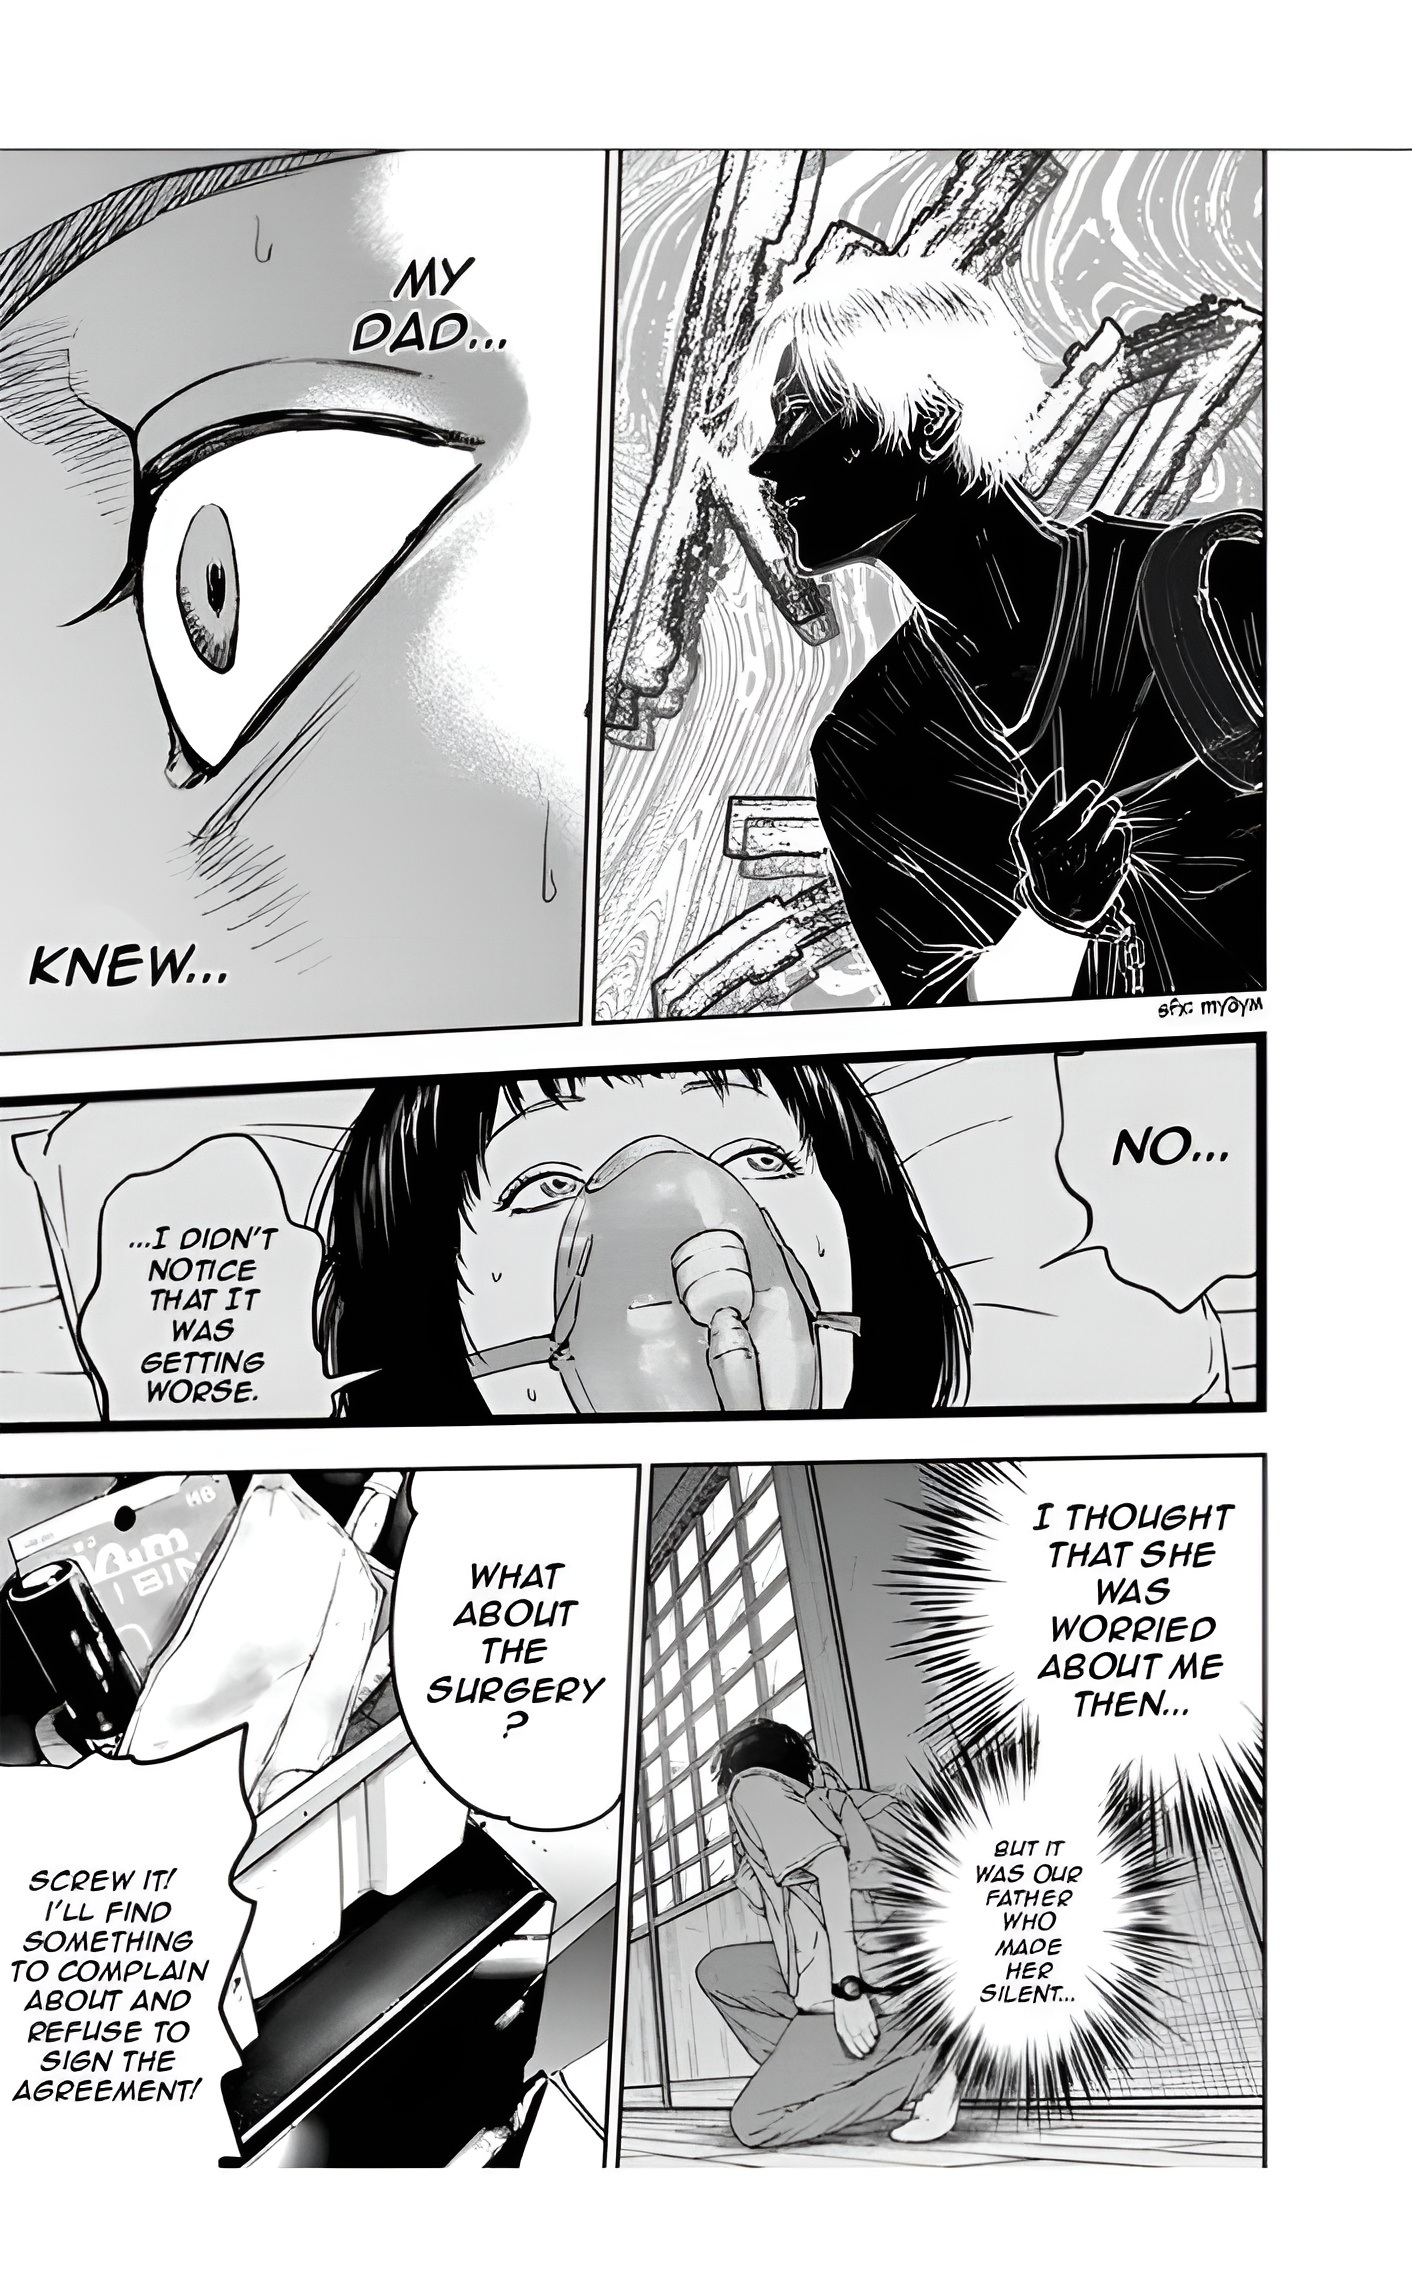 MY
DAD...
KNEW...
SFX: MYDYM
NO...
...I DIDN'T
NOTICE
THAT IT
WAS
GETTING
WORSE.
I THOUGHT
THAT SHE
WAS
WORRIED
ABOUT ME
THEN...
BUT IT
WAS OUR
FATHER
WHO
MADE
HER
SILENT...
WHAT
ABOUT
THE
SURGERY
?
SCREW IT!
I'LL FIND
SOMETHING
TO COMPLAIN
ABOUT AND
REFUSE TO
SIGN THE
AGREEMENT!